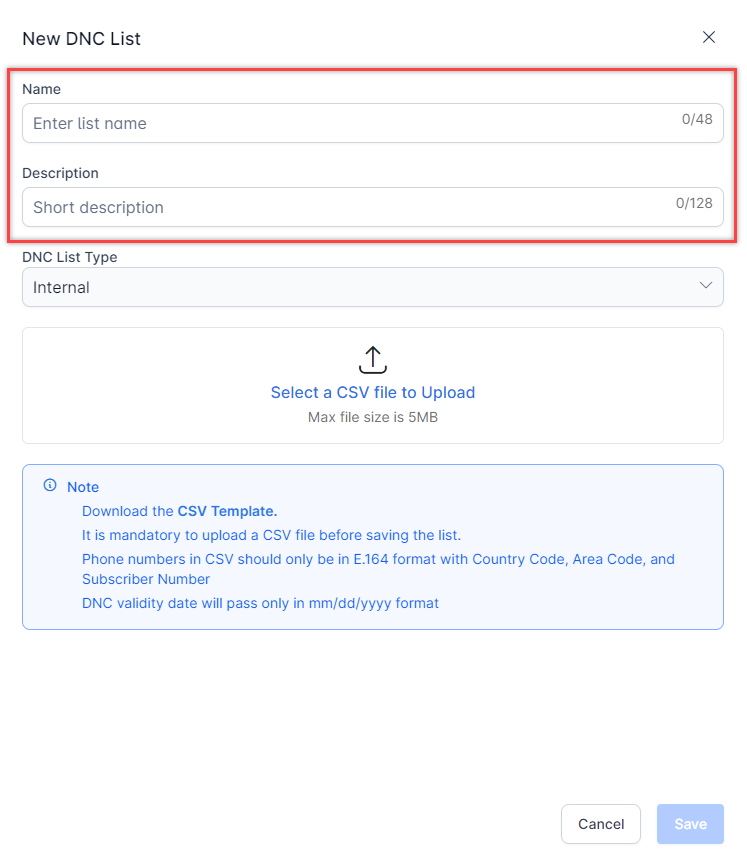 New DNC List
Name
Enter list name
0/48
Description
Short description
0/128
DNC List Type
Internal
Select a CSV file to Upload
Max file size is 5MB
Note
Download the CSV Template.
It is mandatory to upload a CSV file before saving the list.
Phone numbers in CSV should only be in E.164 format with Country Code, Area Code, and
Subscriber Number
DNC validity date will pass only in mm/dd/yyyy format
Cancel
Save